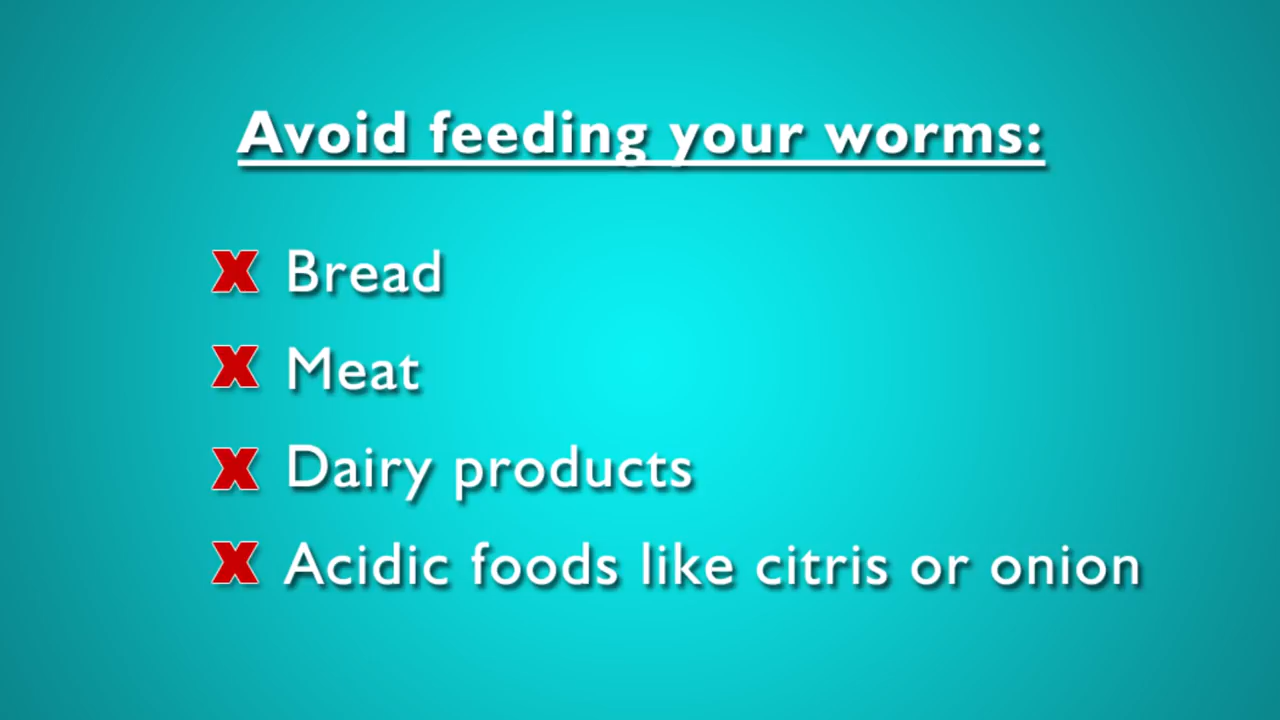 Avoid feeding your worms:
X Bread
X Meat
X Dairy products
X Acidic foods like citris or onion